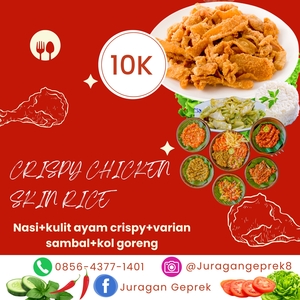 10K
CRISPY CHICKEN
SKIN RICE
Nasi+kulit ayam crispy+varian
sambal+kol goreng
0856-4377-1401
@Juragangeprek8
Juragan Geprek